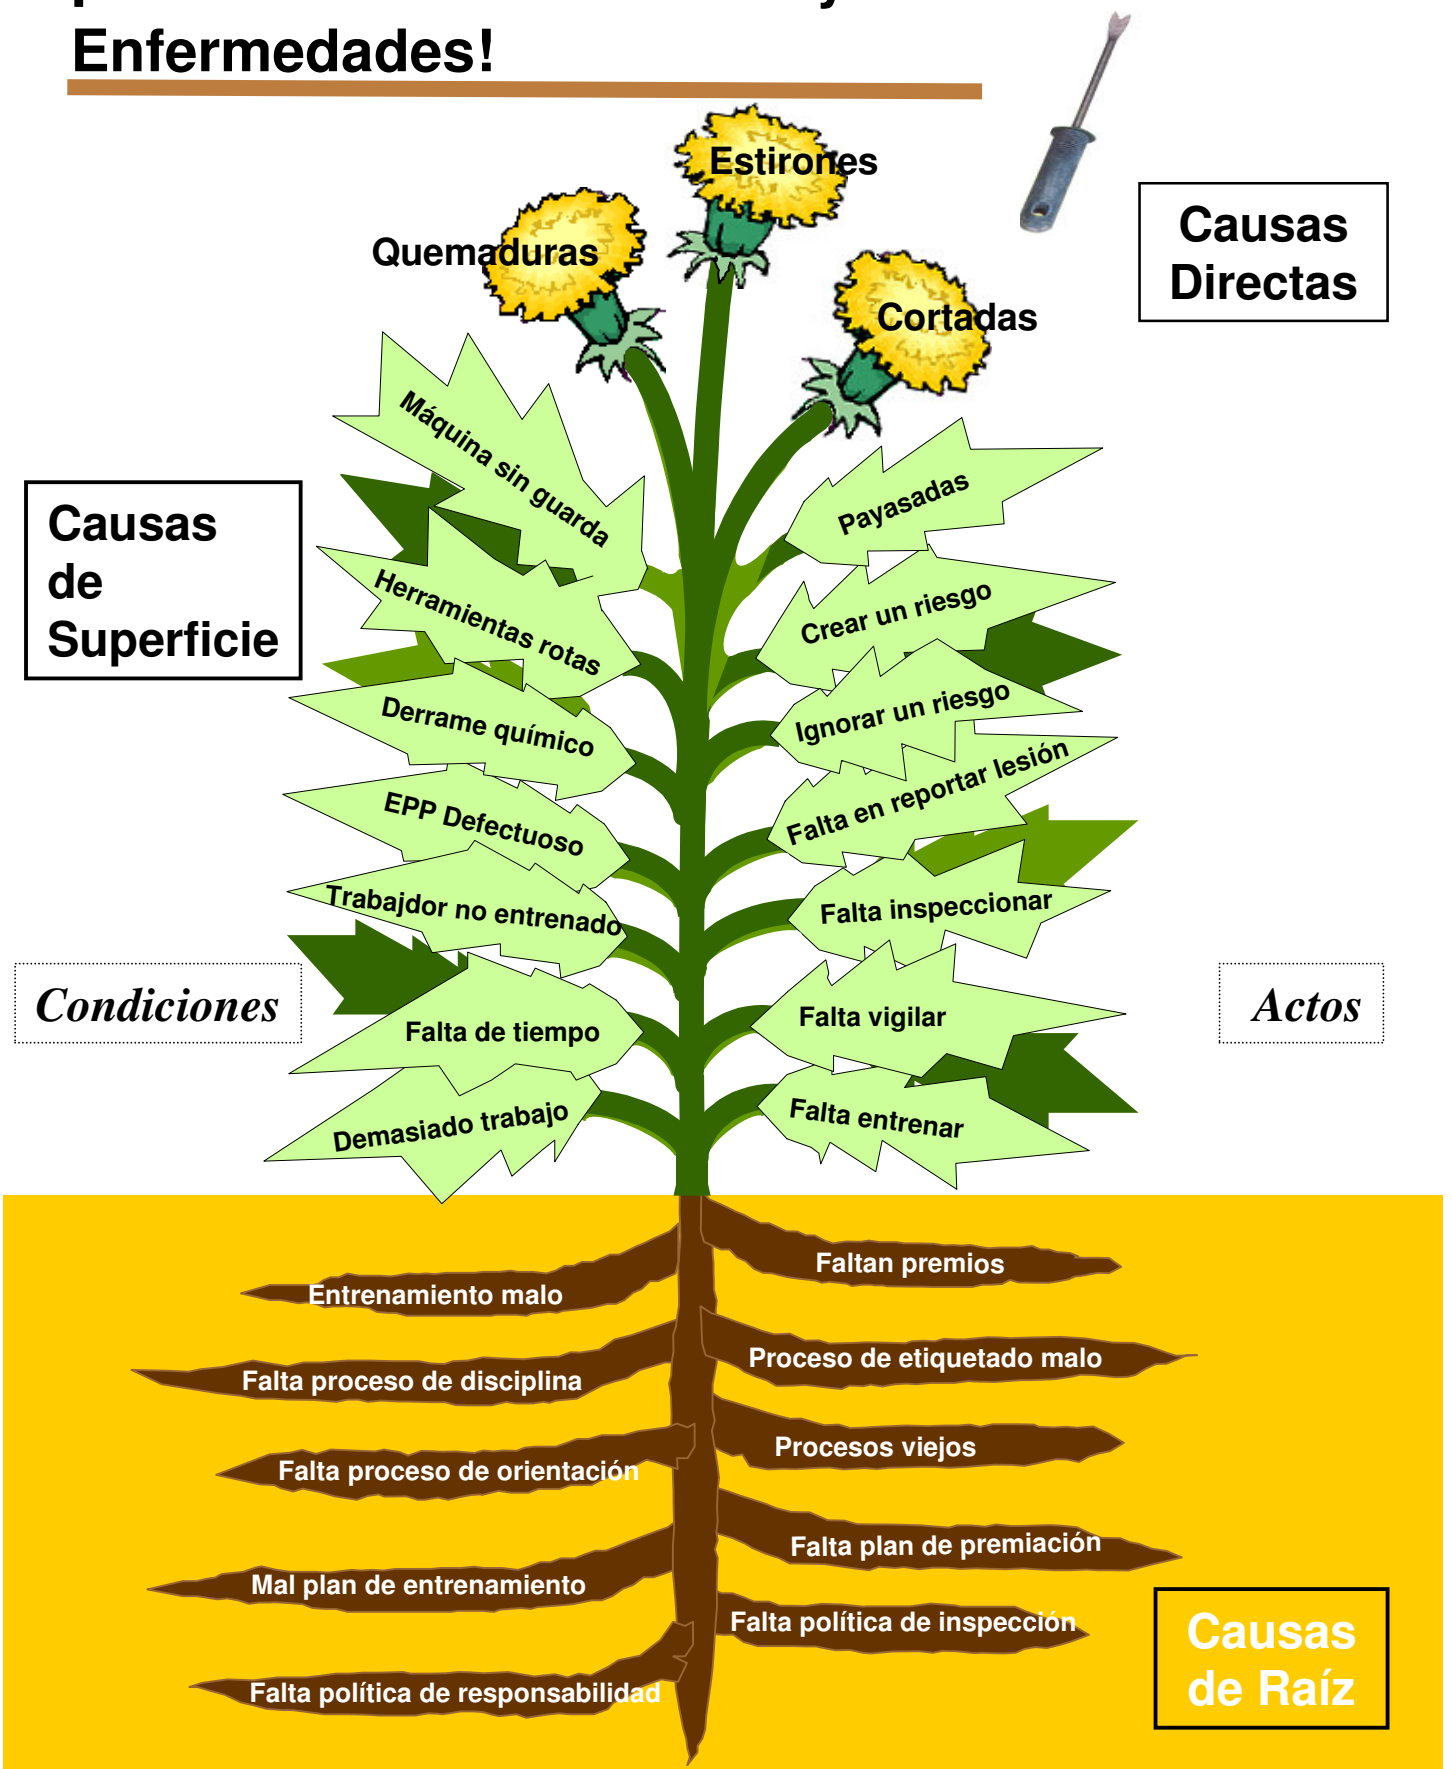 Enfermedades!
Estirones
Quemaduras
Cortadas
Causas
Directas
Máquina sin guarda
Payasadas
Causas
de
Superficie
Herramientas rotas
Crear un riesgo
Derrame químico
Ignorar un riesgo
EPP Defectuoso
Falta en reportar lesión
Trabajdor no entrenado
Falta inspeccionar
Condiciones
Actos
Falta de tiempo
Falta vigilar
Demasiado trabajo
Falta entrenar
Faltan premios
Entrenamiento malo
Proceso de etiquetado malo
Falta proceso de disciplina
Procesos viejos
Falta proceso de orientación
Falta plan de premiación
Mal plan de entrenamiento
Falta política de inspección
Falta política de responsabilidad
Causas
de Raíz